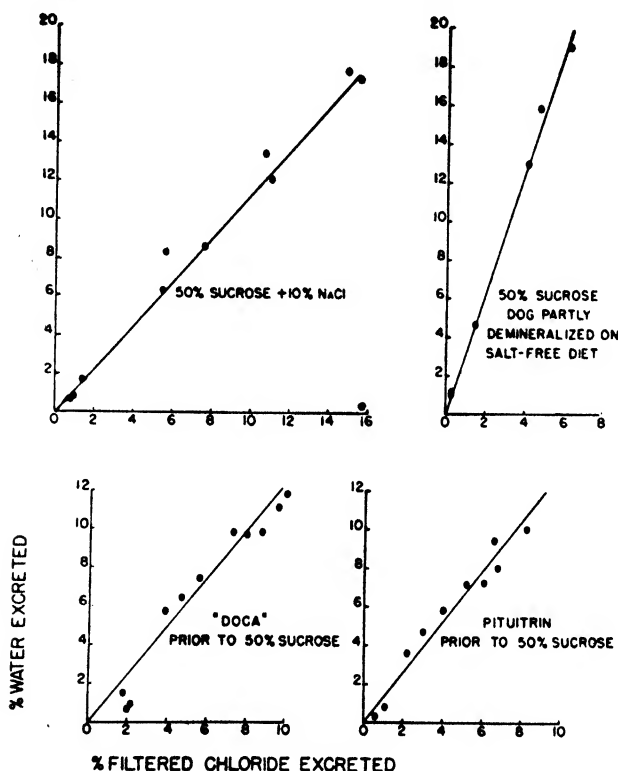 20
18
16
14
12
10
8
6
4
2
0 2 4 6 8 10 12 14 16
50% SUCROSE + 10% NACl
20
18
16
14
12
10
8
6
4
2
0 2 4 6 8
50% SUCROSE
DOG PARTLY
DEMINERALIZED ON
SALT-FREE DIET
12
10
8
6
4
2
0 2 4 6 8 10
"DOCA"
PRIOR TO 50% SUCROSE
12
10
8
6
4
2
0 2 4 6 8 10
PITUITRIN
PRIOR TO 50% SUCROSE
% WATER EXCRETED
% FILTERED CHLORIDE EXCRETED